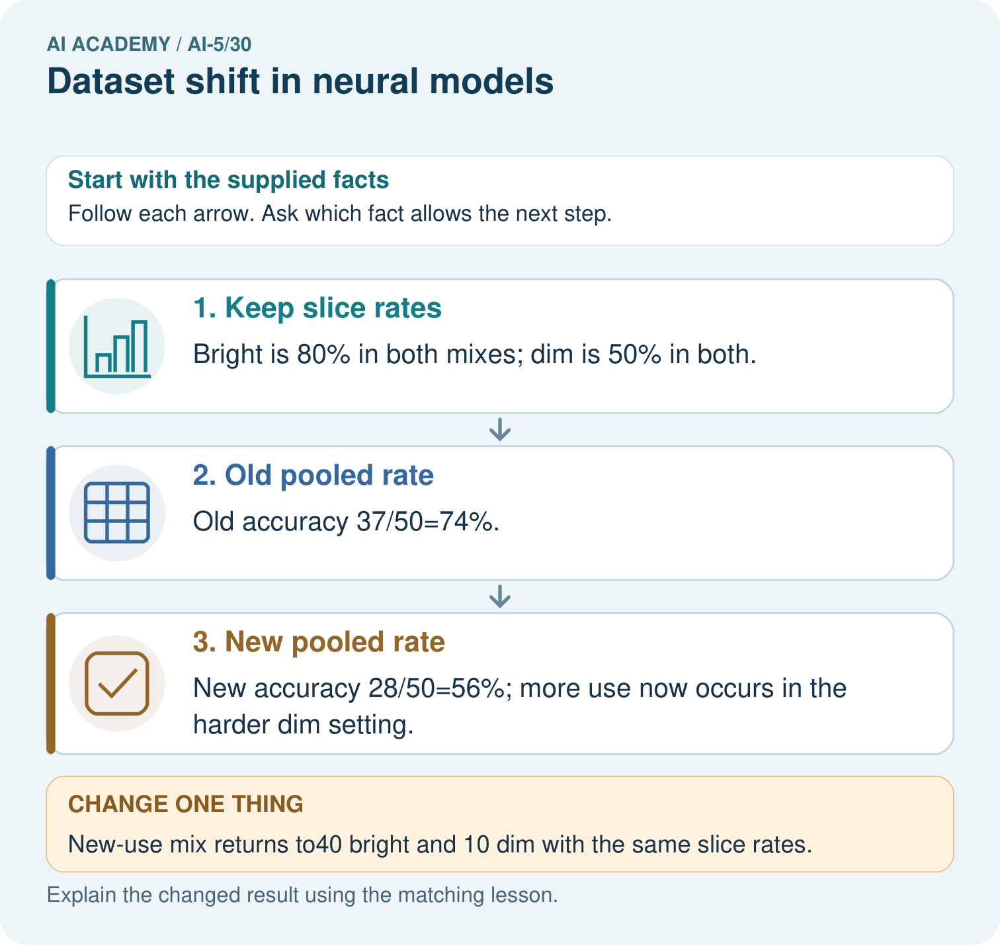 AI ACADEMY / AI-5/30
Dataset shift in neural models
Start with the supplied facts
Follow each arrow. Ask which fact allows the next step.
1. Keep slice rates
Bright is 80% in both mixes; dim is 50% in both.
2. Old pooled rate
Old accuracy 37/50=74%.
3. New pooled rate
New accuracy 28/50=56%; more use now occurs in the
harder dim setting.
CHANGE ONE THING
New-use mix returns to40 bright and 10 dim with the same slice rates.
Explain the changed result using the matching lesson.